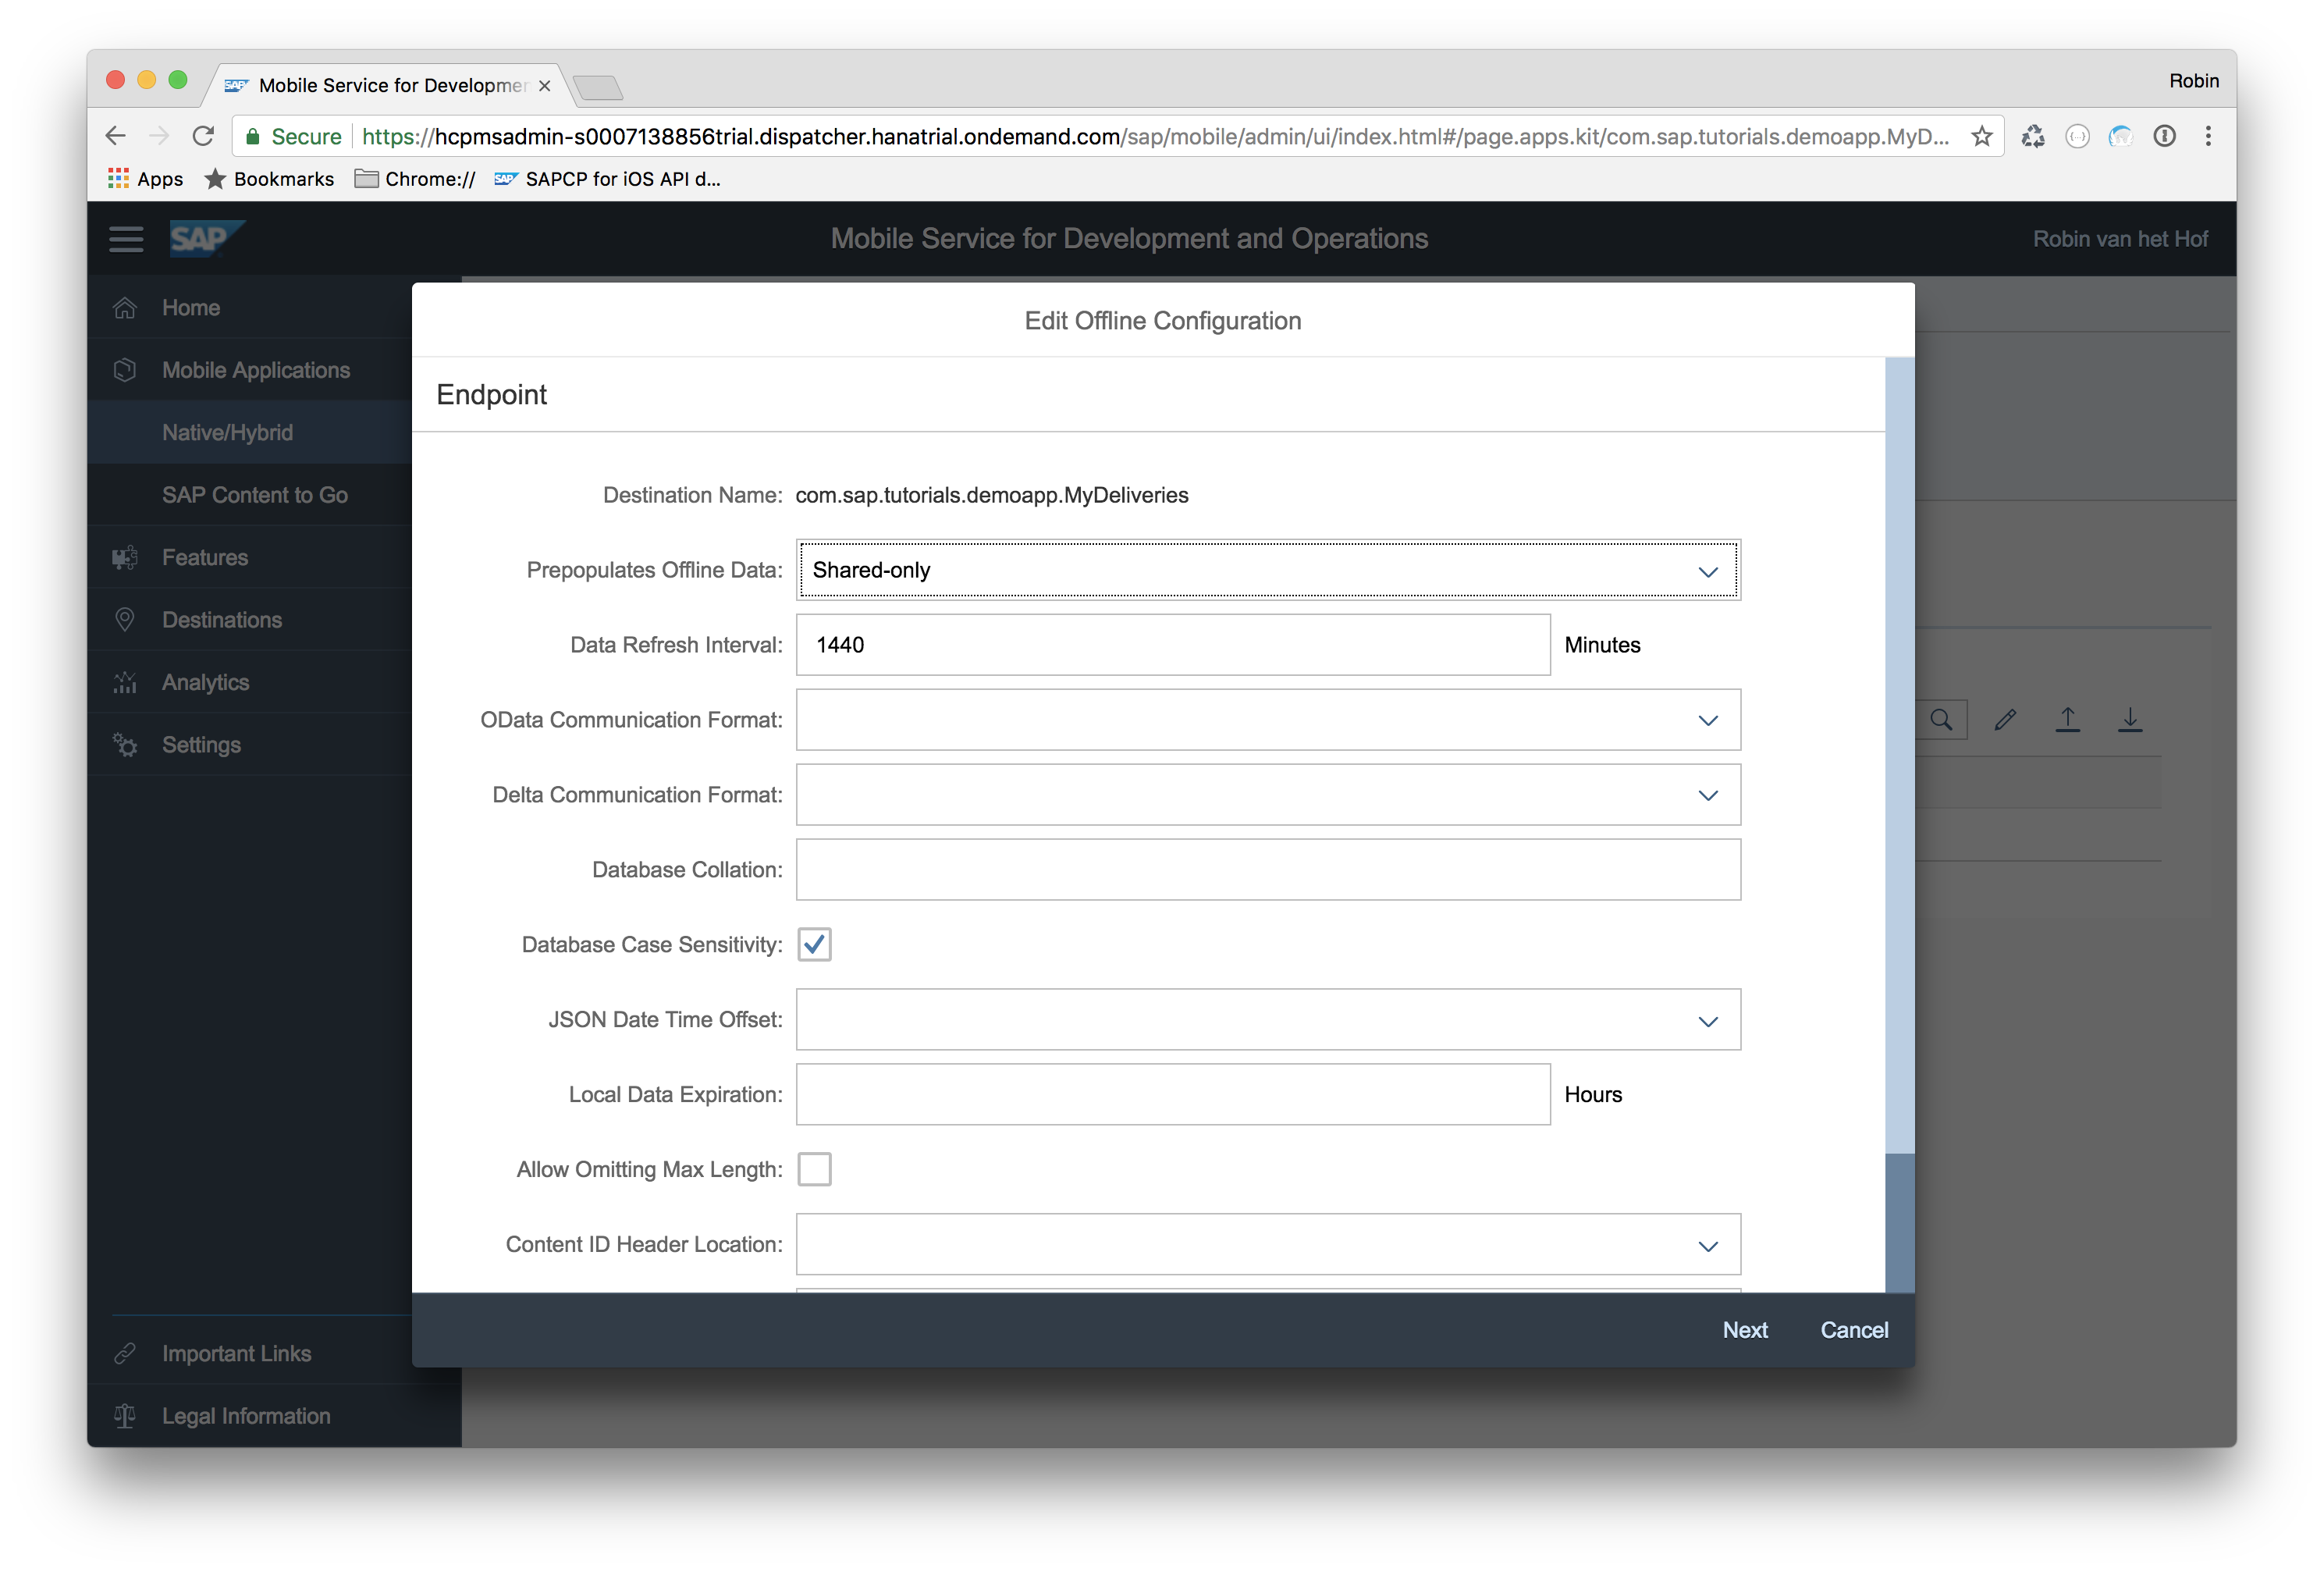 Mobile Service for Developmen
Robin
Secure https://hcpmsadmin-s0007138856trial.dispatcher.hanatrial.ondemand.com/sap/mobile/admin/ui/index.html#/page.apps.kit/com.sap.tutorials.demoapp.MyD...
Apps Bookmarks Chrome:// SAPCP for iOS API d...
SAP Mobile Service for Development and Operations Robin van het Hof
Home
Mobile Applications
Native/Hybrid
SAP Content to Go
Features
Destinations
Analytics
Settings
Important Links
Legal Information
Edit Offline Configuration
Endpoint
Destination Name: com.sap.tutorials.demoapp.MyDeliveries
Prepopulates Offline Data: Shared-only
Data Refresh Interval: 1440 Minutes
OData Communication Format:
Delta Communication Format:
Database Collation:
Database Case Sensitivity:
JSON Date Time Offset:
Local Data Expiration: Hours
Allow Omitting Max Length:
Content ID Header Location:
Next Cancel